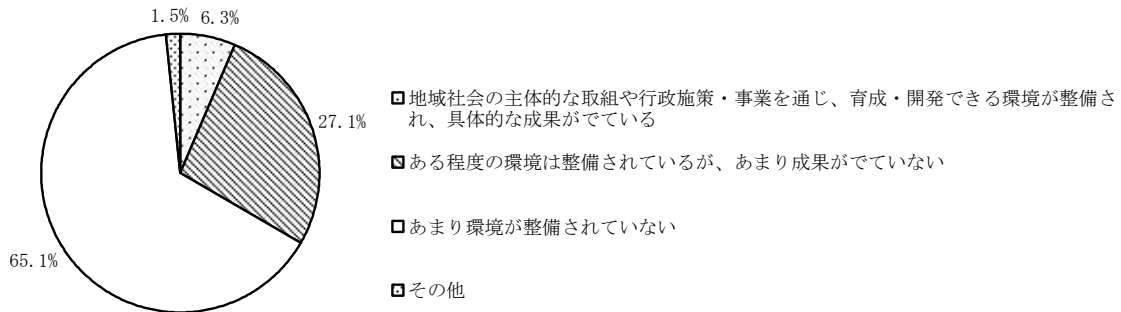 1.5%
6.3%
27.1%
65.1%
地域社会の主体的な取組や行政施策・事業を通じ、育成・開発できる環境が整備さ
れ、具体的な成果がでている
ある程度の環境は整備されているが、あまり成果がでていない
あまり環境が整備されていない
その他